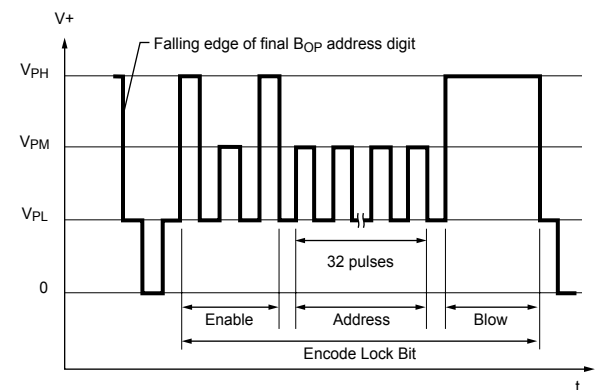 V+
Falling edge of final BOP address digit
VPH
VPM
VPL
0
32 pulses
Enable
Address
Blow
Encode Lock Bit
t